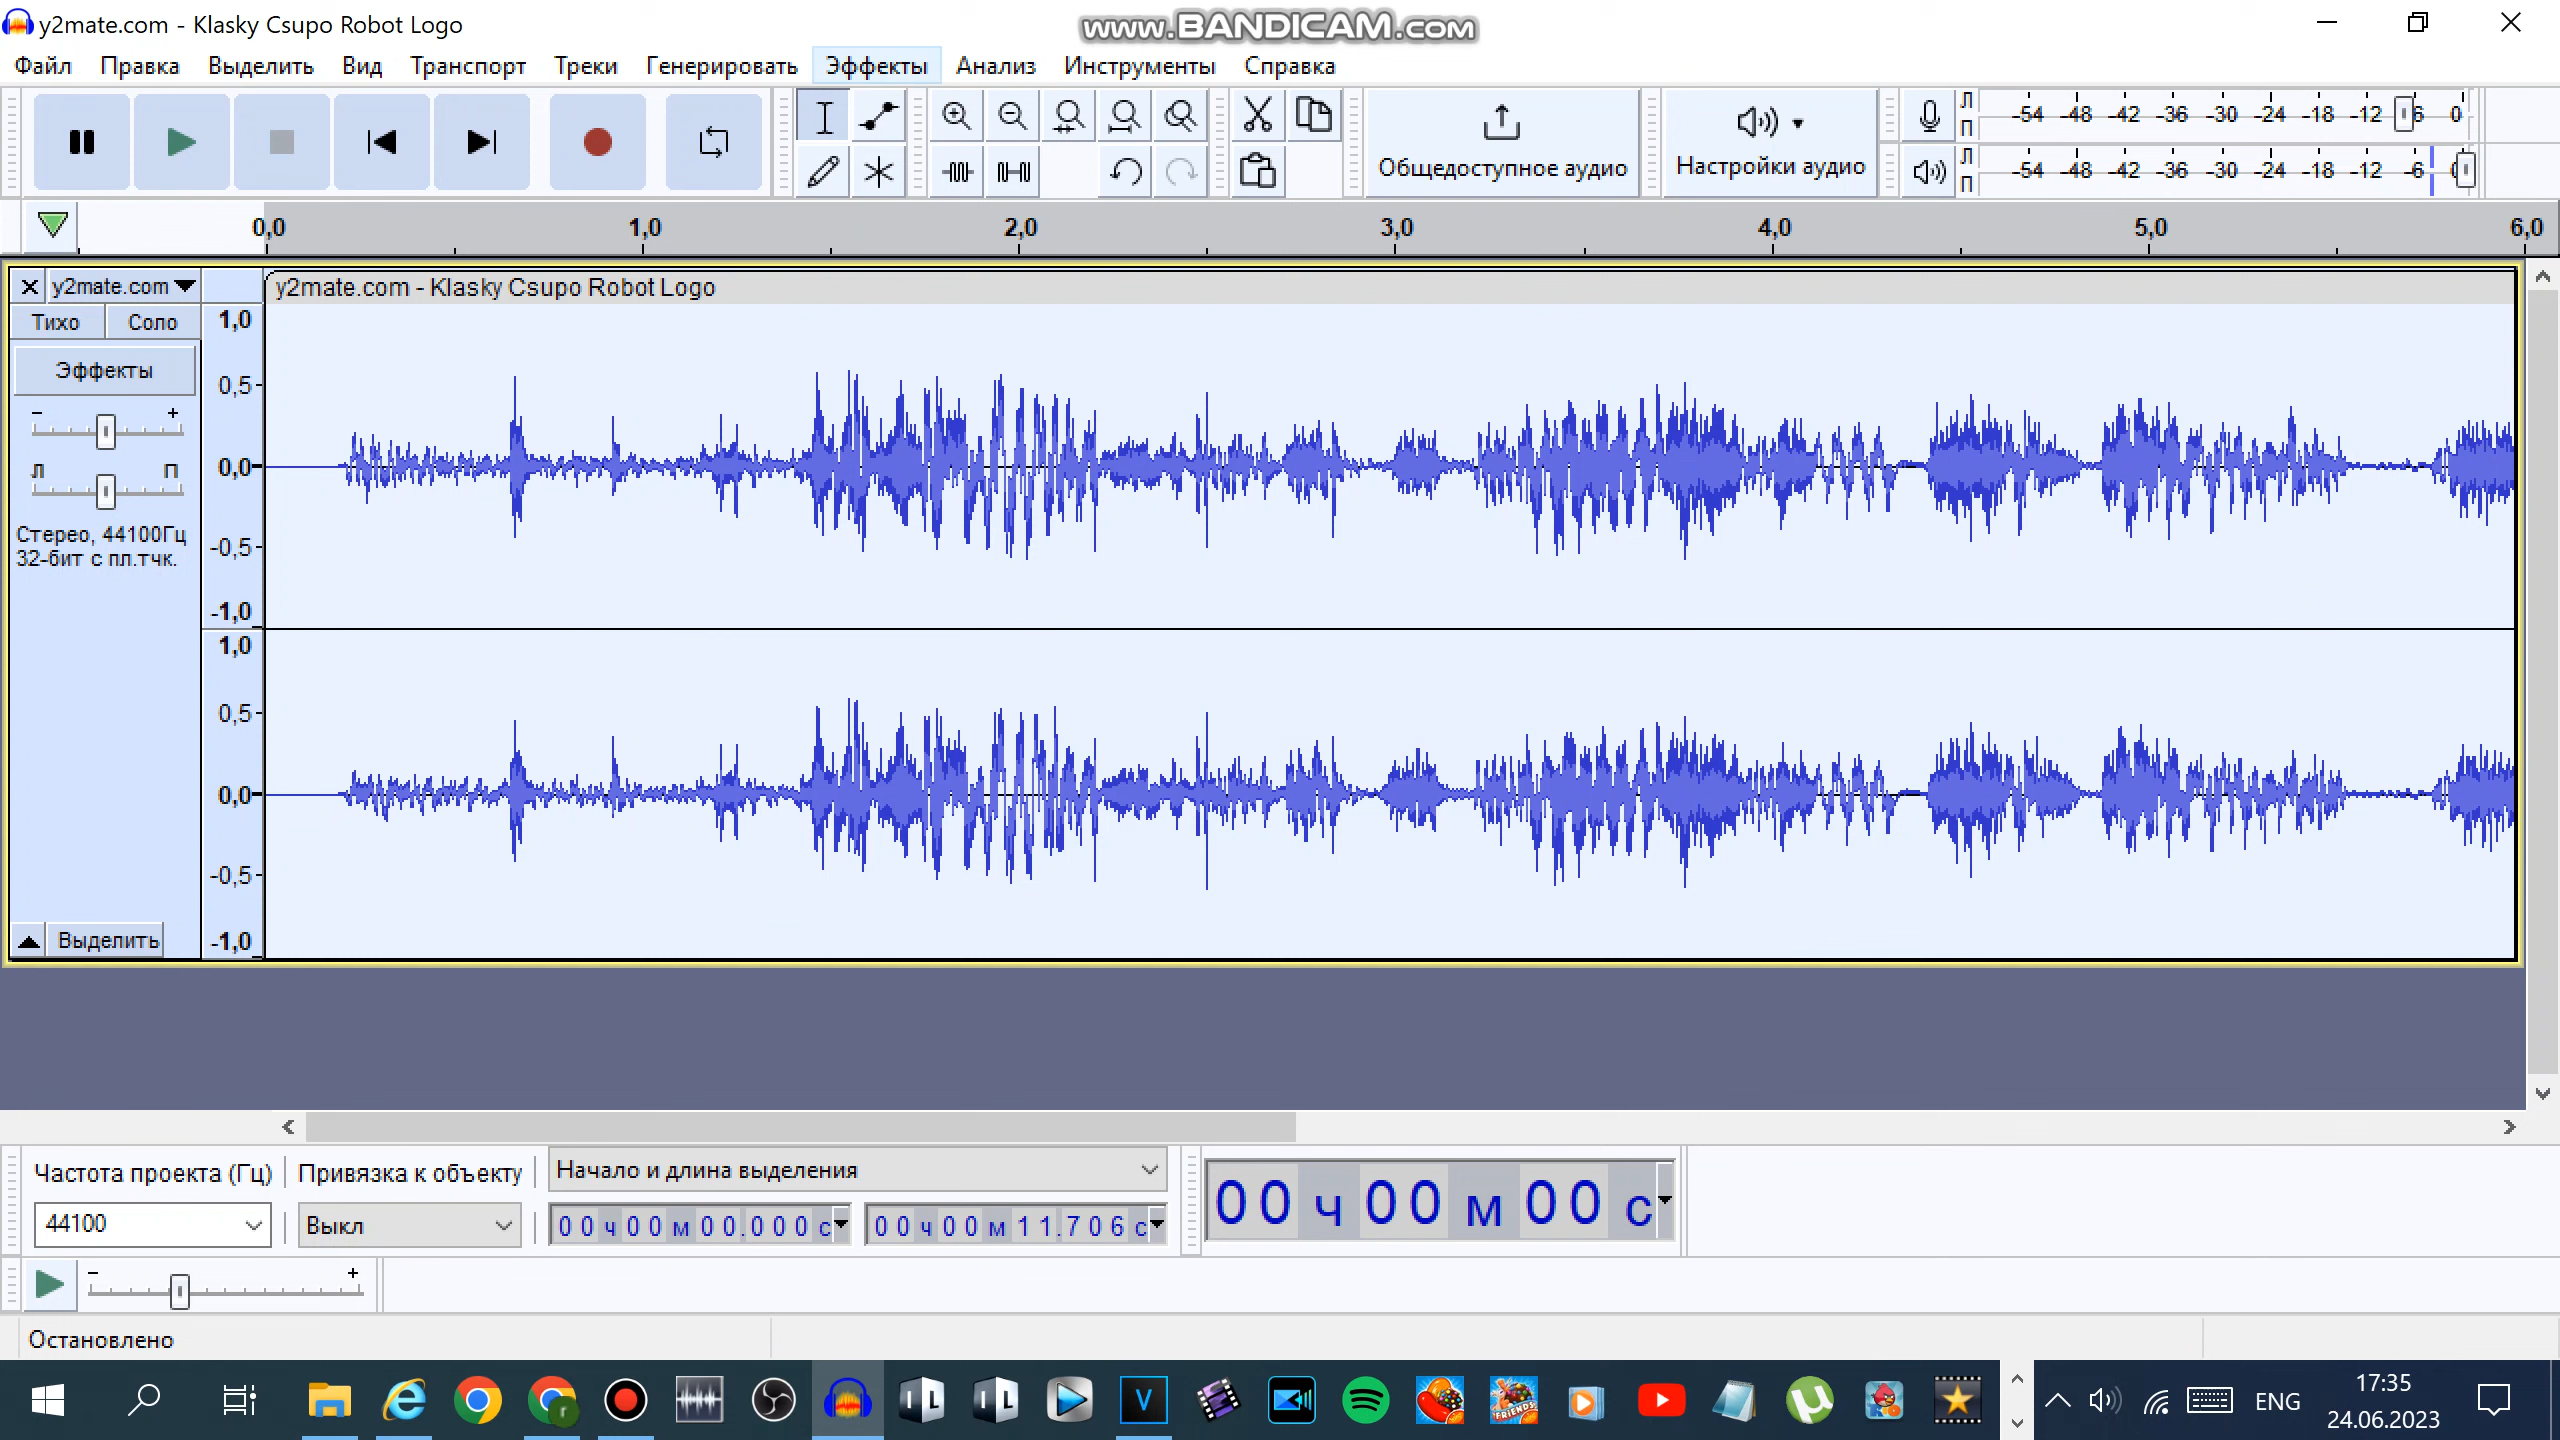 y2mate.com - Klasky Csupo Robot Logo
www.BANDICAM.com
Файл Правка Выделить Вид Транспорт Треки Генерировать Эффекты Анализ Инструменты Справка
Общедоступное аудио
Настройки аудио
Л
П
-54 -48 -42 -36 -30 -24 -18 -12 6 0
Л
П
-54 -48 -42 -36 -30 -24 -18 -12 -6
0,0 1,0 2,0 3,0 4,0 5,0 6,0
y2mate.com
y2mate.com - Klasky Csupo Robot Logo
Тихо Соло
Эффекты
- +
Л П
Стерео, 44100Гц
32-бит с пл.тчк.
Выделить
1,0
0,5
0,0
-0,5
-1,0
1,0
0,5
0,0
-0,5
-1,0
Частота проекта (Гц)
Привязка к объекту
Начало и длина выделения
44100
Выкл
00 ч 00 м 00.000 с
00 ч 00 м 11.706 с
00 ч 00 м 00 с
- +
Остановлено
IL
IL
V
FRIENDS
r
ENG
17:35
24.06.2023